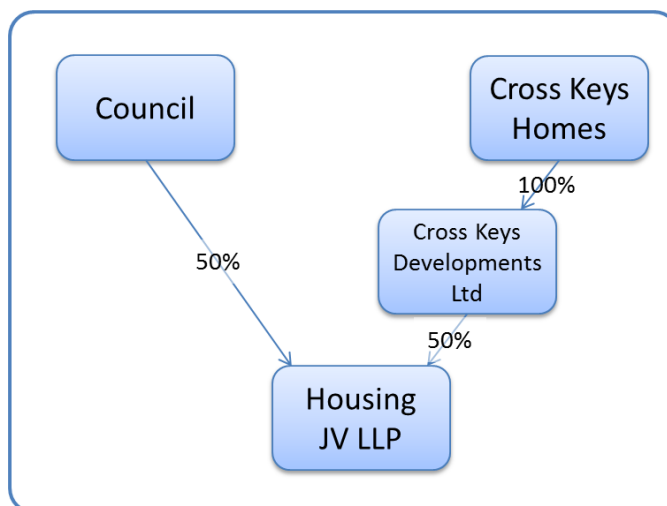 Council
Cross Keys
Homes
100%
Cross Keys
Developments
Ltd
50%
50%
Housing
JV LLP